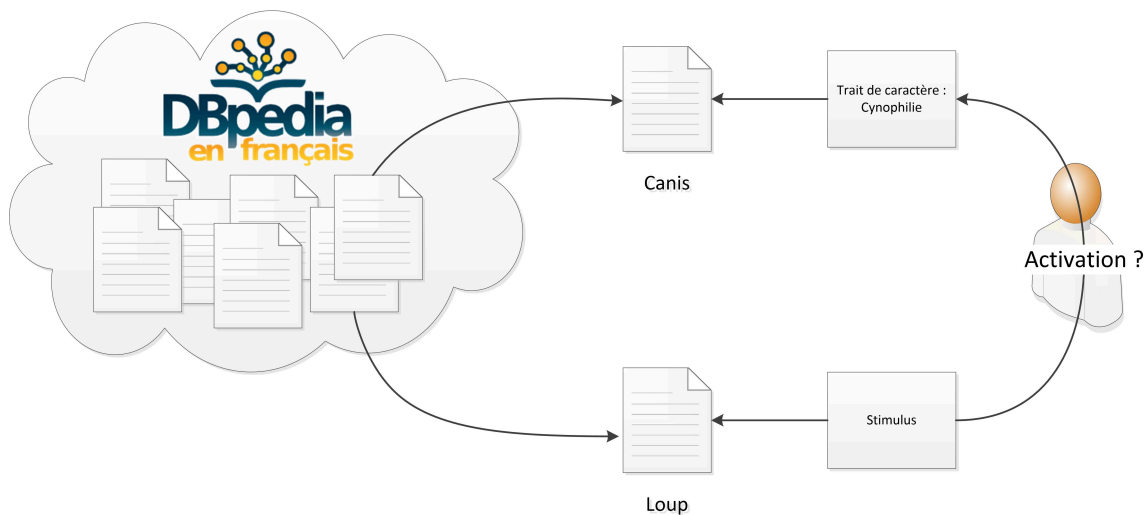 DBpedia
en français
Canis
Trait de caractère :
Cynophilie
Activation ?
Loup
Stimulus